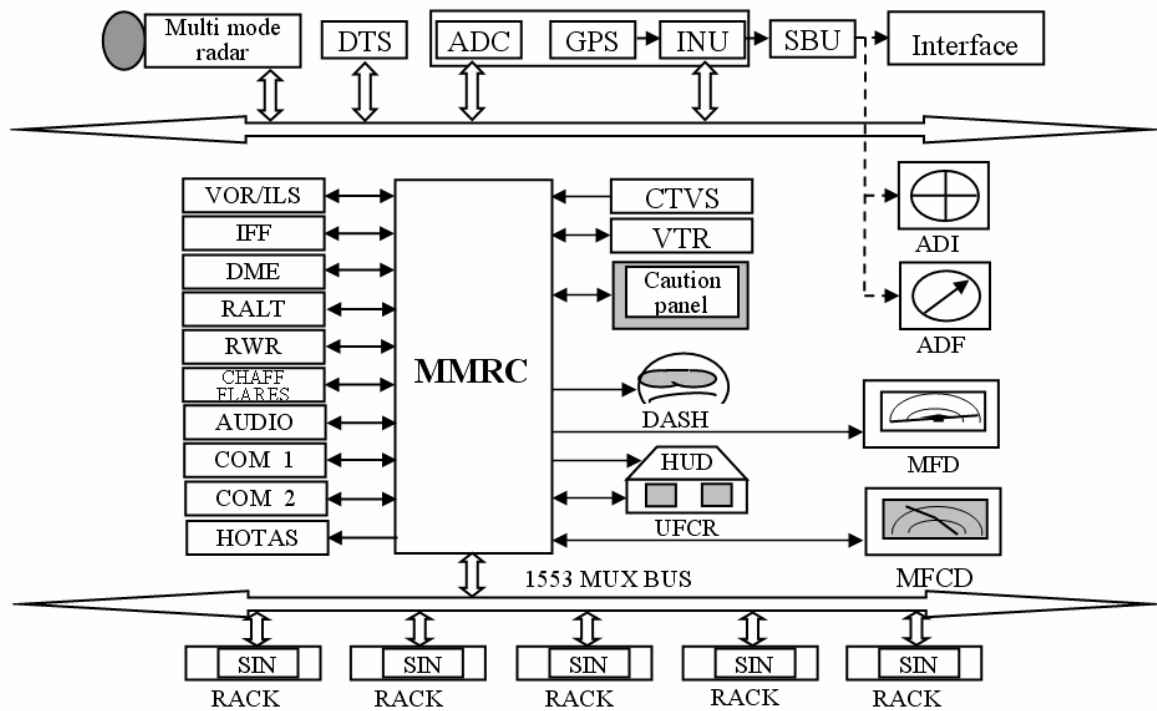 Multi mode
radar
DTS
ADC
GPS
INU
SBU
Interface
VOR/ILS
IFF
DME
RALT
RWR
CHAFF
FLARES
AUDIO
COM 1
COM 2
HOTAS
MMRC
CTVS
VTR
Caution
panel
DASH
HUD
UFCR
ADI
ADF
MFD
MFCD
1553 MUX BUS
SIN
RACK
SIN
RACK
SIN
RACK
SIN
RACK
SIN
RACK